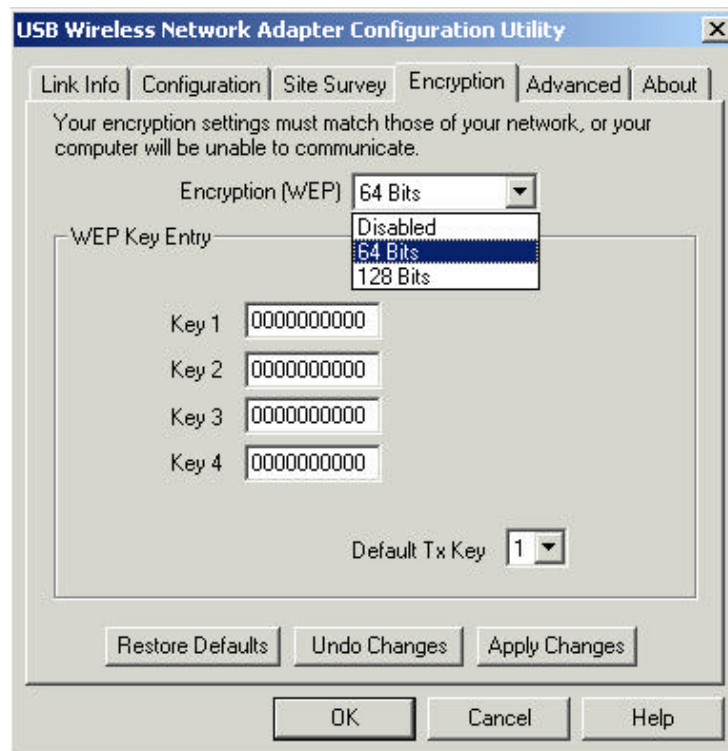 USB Wireless Network Adapter Configuration Utility
Link Info Configuration Site Survey Encryption Advanced About
Your encryption settings must match those of your network, or your
computer will be unable to communicate.
Encryption (WEP) 64 Bits
Disabled
64 Bits
128 Bits
WEP Key Entry
Key 1 0000000000
Key 2 0000000000
Key 3 0000000000
Key 4 0000000000
Default Tx Key 1
Restore Defaults Undo Changes Apply Changes
OK Cancel Help